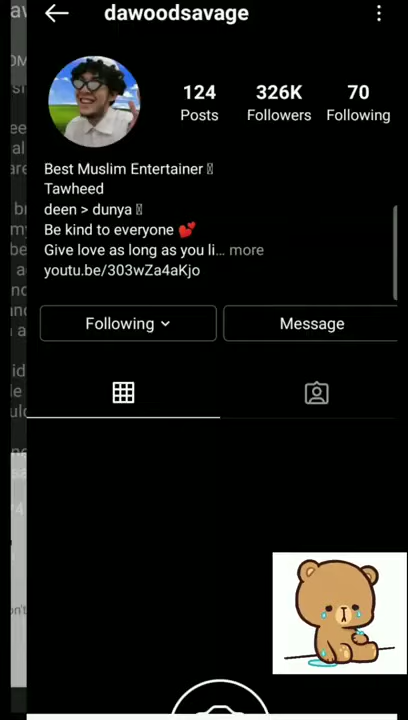 dawoodsavage
124
326K
70
Posts
Followers
Following
Best Muslim Entertainer
Tawheed
deen > dunya
Be kind to everyone 💕
Give love as long as you li... more
youtu.be/303wZa4aKjo
Following
Message